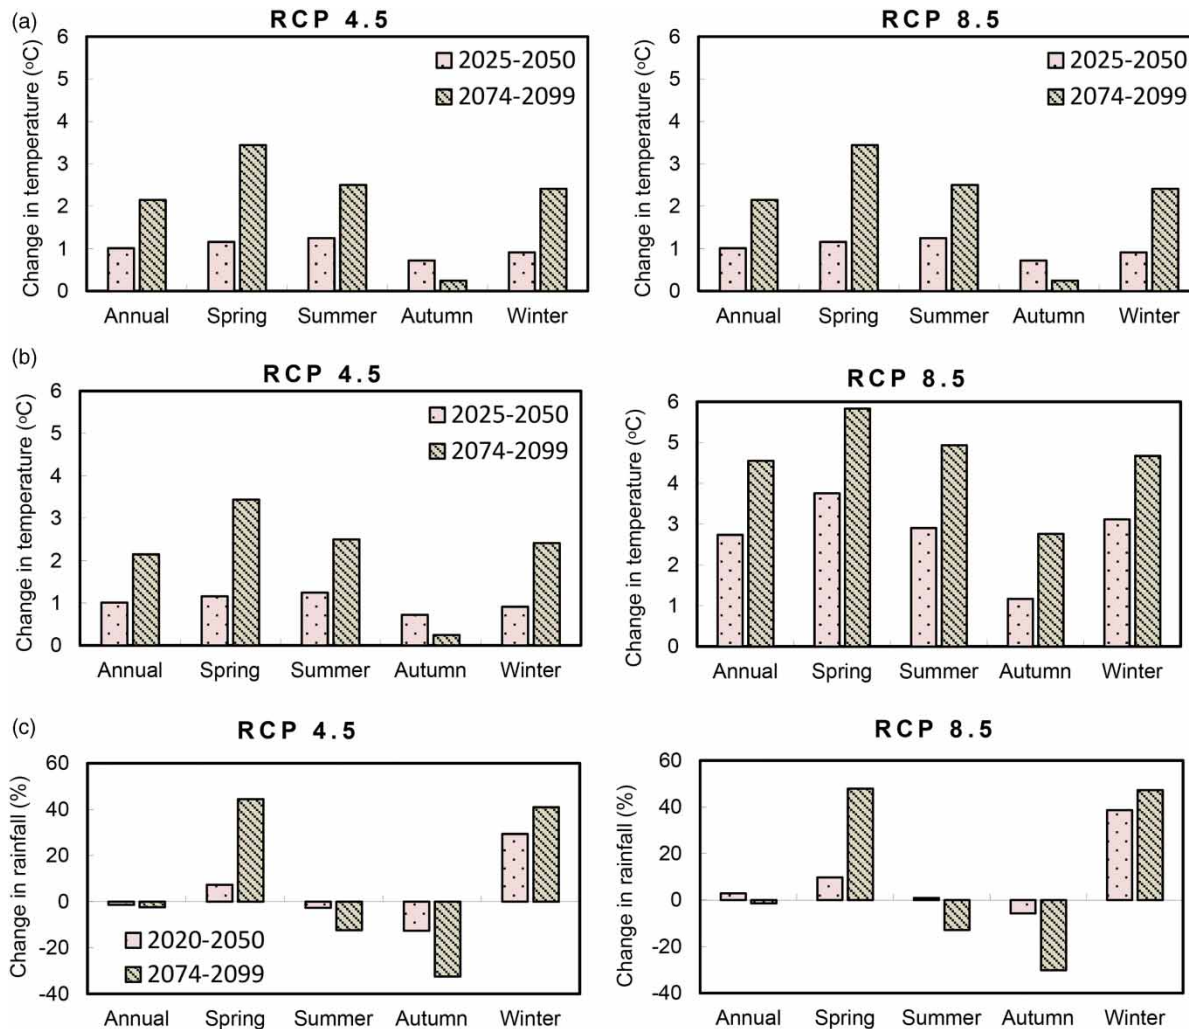 (a)
RCP 4.5
Change in temperature (oC)
6
5
4
3
2
1
0
2025-2050
2074-2099
Annual Spring Summer Autumn Winter
RCP 8.5
Change in temperature (oC)
6
5
4
3
2
1
0
2025-2050
2074-2099
Annual Spring Summer Autumn Winter
(b)
RCP 4.5
Change in temperature (oC)
6
5
4
3
2
1
0
2025-2050
2074-2099
Annual Spring Summer Autumn Winter
RCP 8.5
Change in temperature (oC)
6
5
4
3
2
1
0
Annual Spring Summer Autumn Winter
(c)
RCP 4.5
Change in rainfall (%)
60
40
20
0
-20
-40
2020-2050
2074-2099
Annual Spring Summer Autumn Winter
RCP 8.5
Change in rainfall (%)
60
40
20
0
-20
-40
Annual Spring Summer Autumn Winter